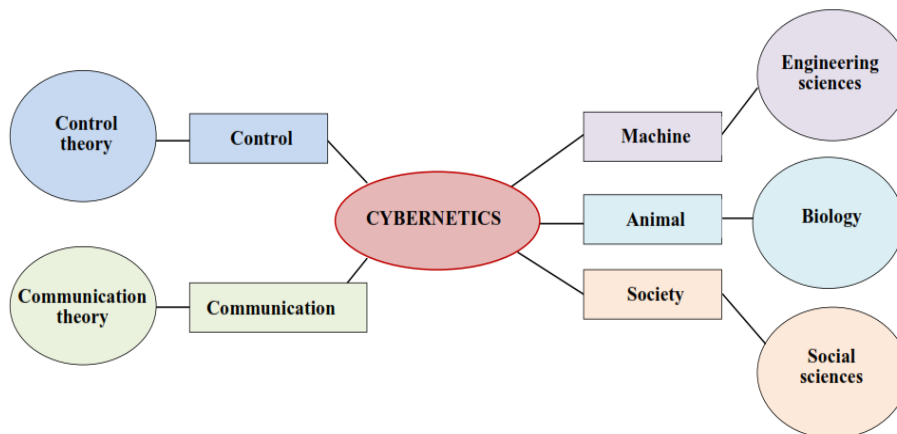 Engineering
sciences
Control
theory
Control
Machine
CYBERNETICS
Animal
Biology
Communication
theory
Communication
Society
Social
sciences